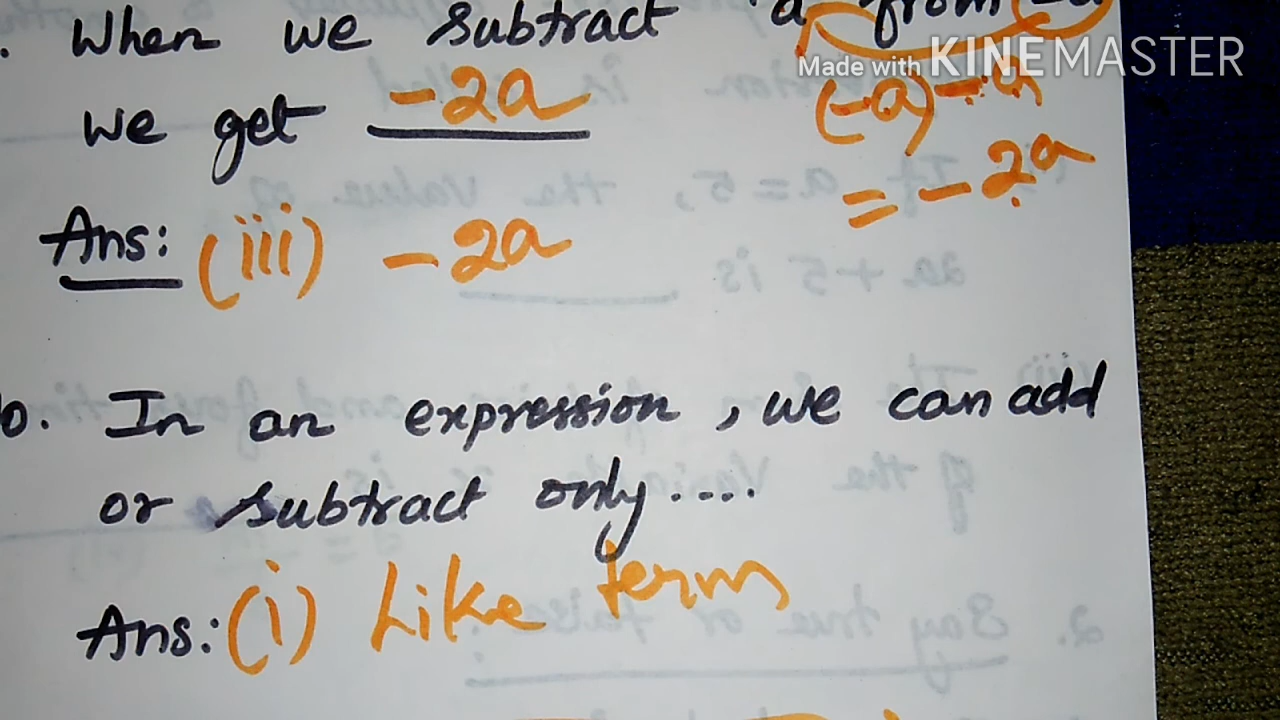 . When we subtract 'a' from
Made with KINEMASTER
we get -2a
(-a) - a
= -2a
Ans: (iii) -2a
10. In an expression, we can add
or subtract only....
Ans: (i) Like term